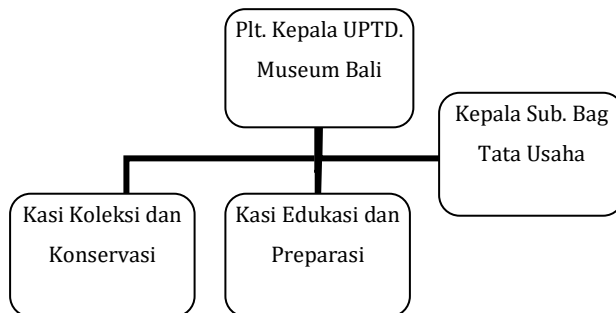 Plt. Kepala UPTD.
Museum Bali
Kepala Sub. Bag
Tata Usaha
Kasi Koleksi dan
Konservasi
Kasi Edukasi dan
Preparasi